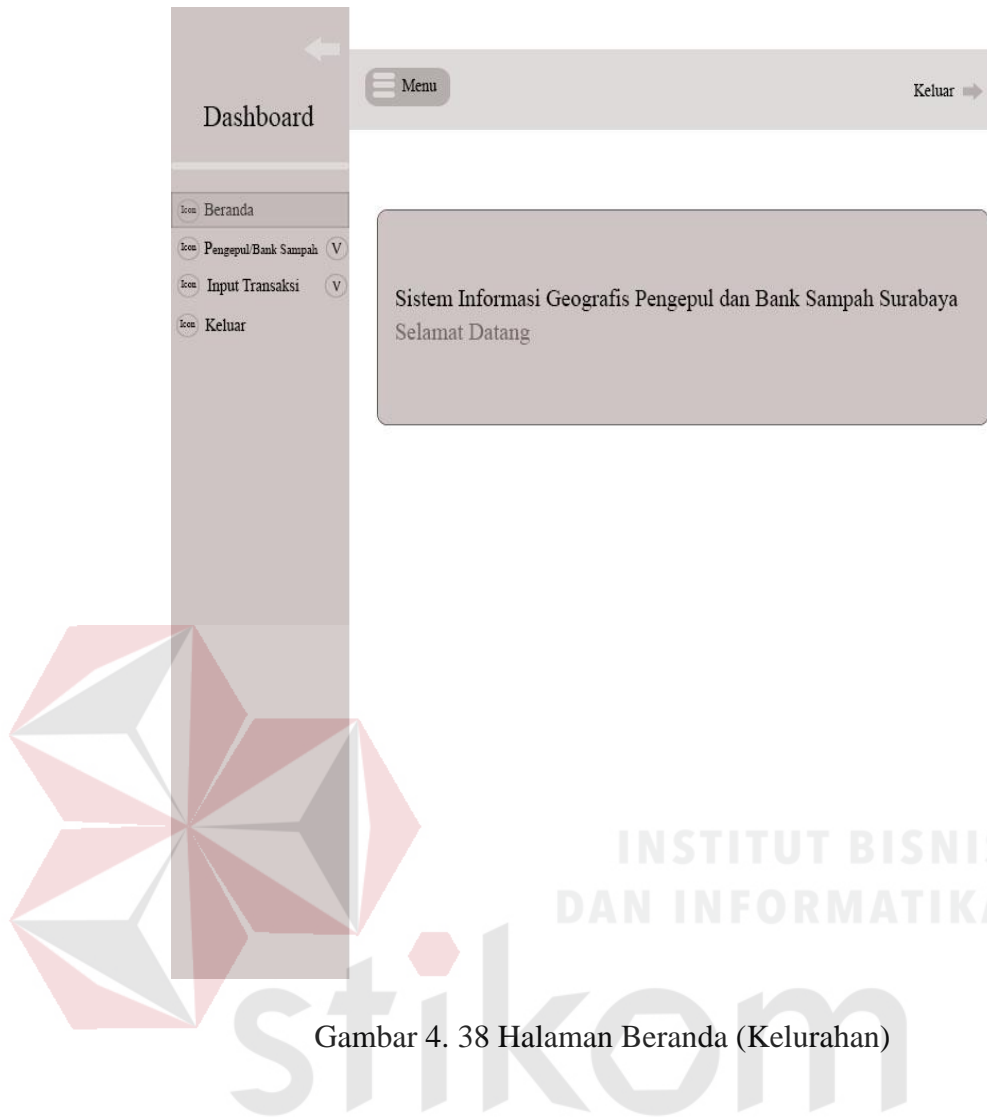 Dashboard
Icon Beranda
Icon Pengepul/Bank Sampah V
Icon Input Transaksi V
Icon Keluar
Menu
Keluar
Sistem Informasi Geografis Pengepul dan Bank Sampah Surabaya
Selamat Datang
INSTITUT BISNIS
DAN INFORMATIKA
stikom
Gambar 4. 38 Halaman Beranda (Kelurahan)